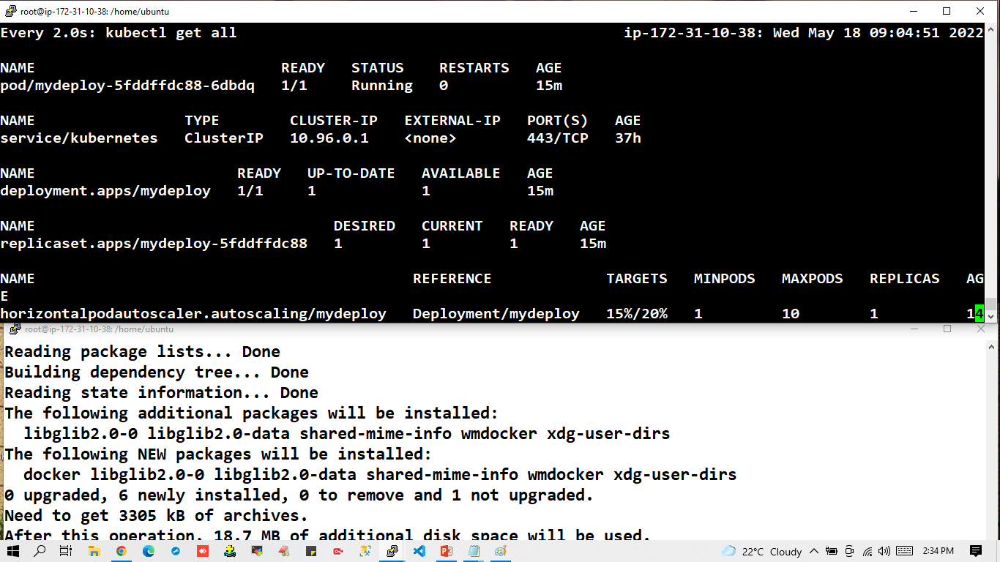 root@ip-172-31-10-38: /home/ubuntu
Every 2.0s: kubectl get all ip-172-31-10-38: Wed May 18 09:04:51 2022
NAME READY STATUS RESTARTS AGE
pod/mydeploy-5fddffdc88-6dbdq 1/1 Running 0 15m
NAME TYPE CLUSTER-IP EXTERNAL-IP PORT(S) AGE
service/kubernetes ClusterIP 10.96.0.1 <none> 443/TCP 37h
NAME READY UP-TO-DATE AVAILABLE AGE
deployment.apps/mydeploy 1/1 1 1 15m
NAME DESIRED CURRENT READY AGE
replicaset.apps/mydeploy-5fddffdc88 1 1 1 15m
NAME REFERENCE TARGETS MINPODS MAXPODS REPLICAS AG
E
horizontalpodautoscaler.autoscaling/mydeploy Deployment/mydeploy 15%/20% 1 10 1 14
root@ip-172-31-10-38: /home/ubuntu
Reading package lists... Done
Building dependency tree... Done
Reading state information... Done
The following additional packages will be installed:
libglib2.0-0 libglib2.0-data shared-mime-info wmdocker xdg-user-dirs
The following NEW packages will be installed:
docker libglib2.0-0 libglib2.0-data shared-mime-info wmdocker xdg-user-dirs
0 upgraded, 6 newly installed, 0 to remove and 1 not upgraded.
Need to get 3305 kB of archives.
After this operation, 18.7 MB of additional disk space will be used.
22°C Cloudy 2:34 PM